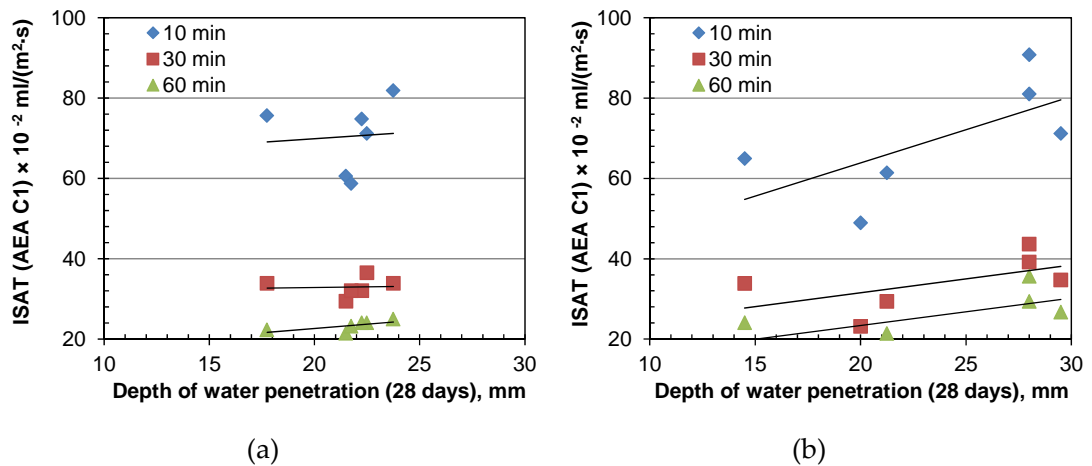 ISAT (AEA C1) × 10⁻² ml/(m²·s)
100
80
60
40
20
10 min
30 min
60 min
10 15 20 25 30
Depth of water penetration (28 days), mm
(a)
ISAT (AEA C1) × 10⁻² ml/(m²·s)
100
80
60
40
20
10 min
30 min
60 min
10 15 20 25 30
Depth of water penetration (28 days), mm
(b)